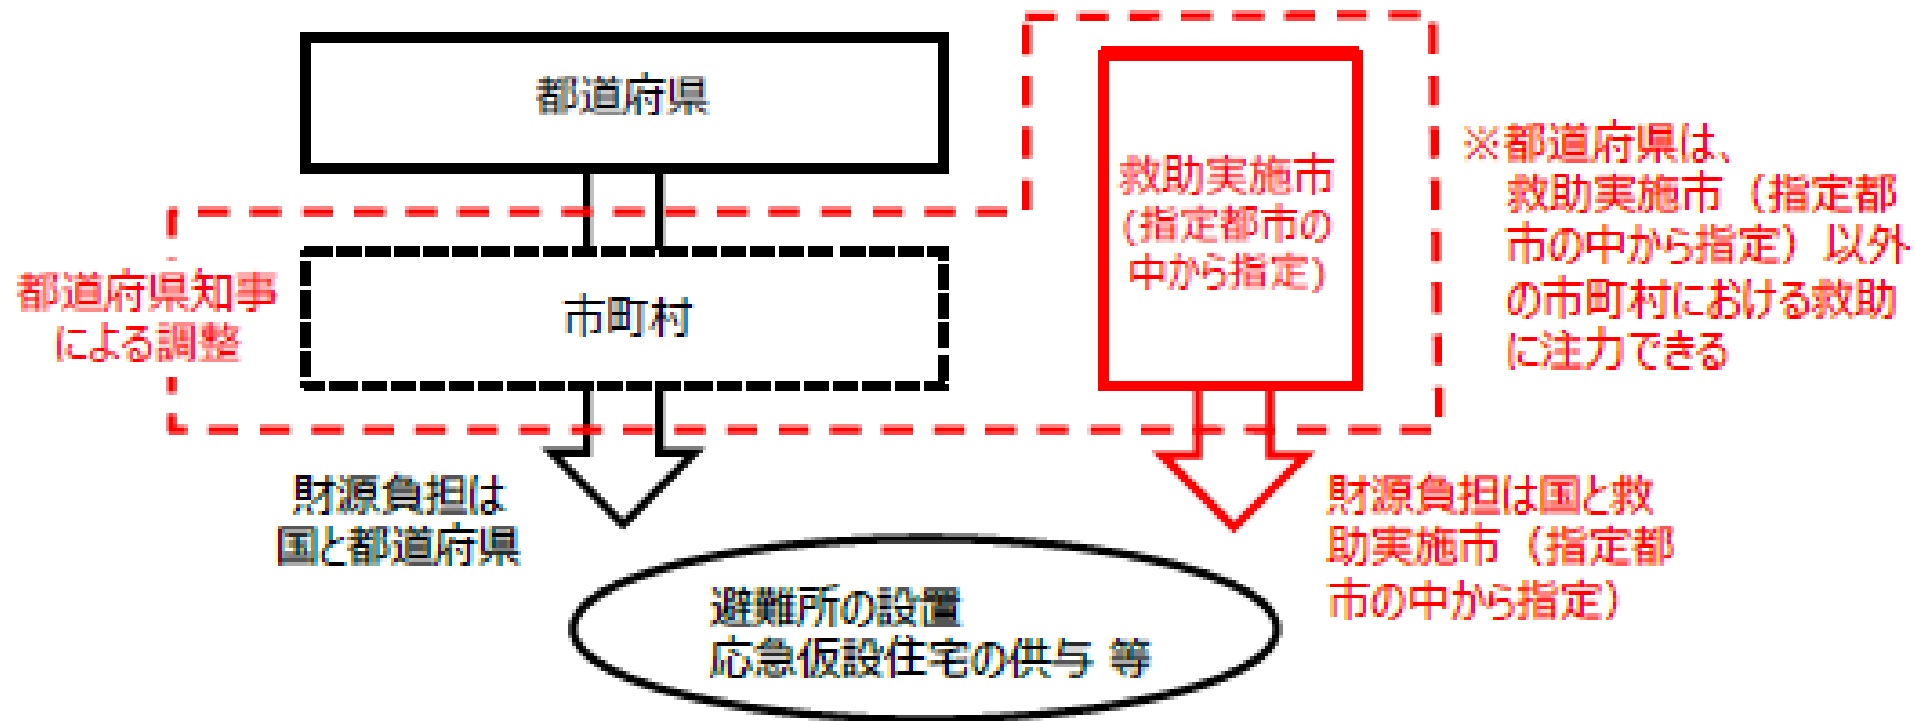 都道府県
救助実施市
(指定都市の
中から指定)
※都道府県は、
救助実施市（指定都
市の中から指定）以外
の市町村における救助
に注力できる
都道府県知事
による調整
市町村
財源負担は
国と都道府県
財源負担は国と救
助実施市（指定都
市の中から指定）
避難所の設置
応急仮設住宅の供与 等